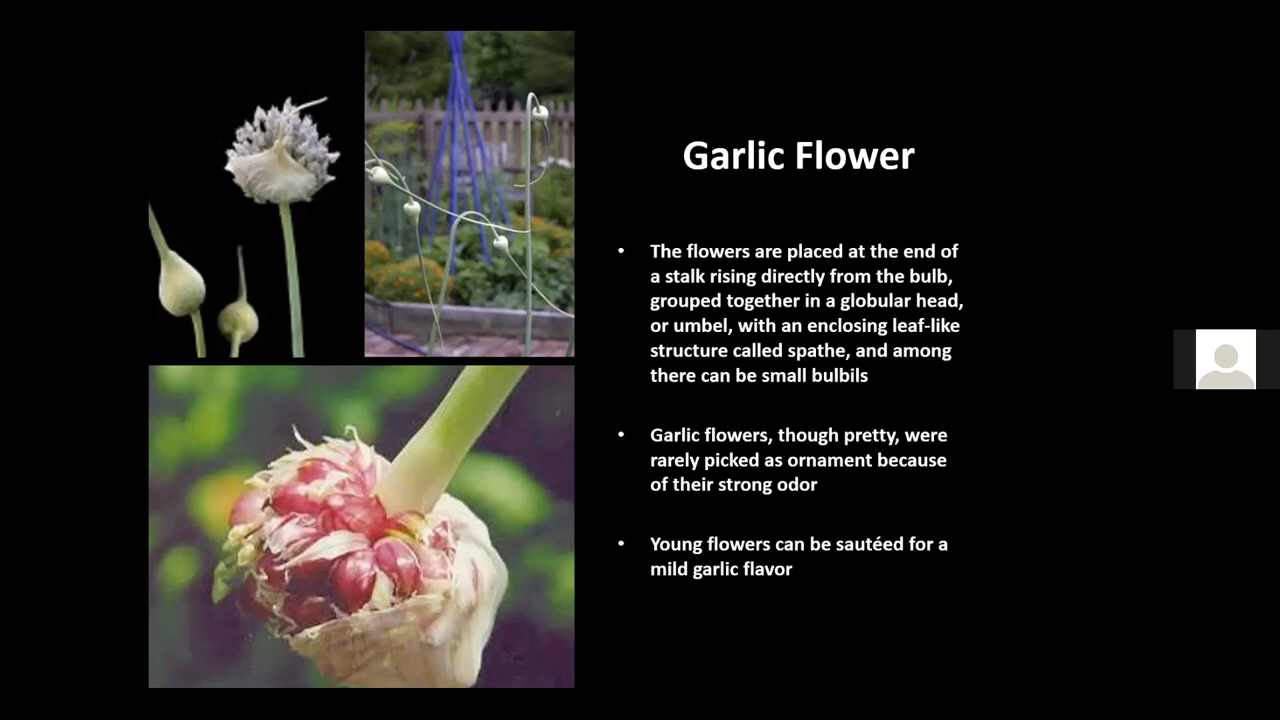 Garlic Flower
• The flowers are placed at the end of
a stalk rising directly from the bulb,
grouped together in a globular head,
or umbel, with an enclosing leaf-like
structure called spathe, and among
there can be small bulbils
• Garlic flowers, though pretty, were
rarely picked as ornament because
of their strong odor
• Young flowers can be sautéed for a
mild garlic flavor